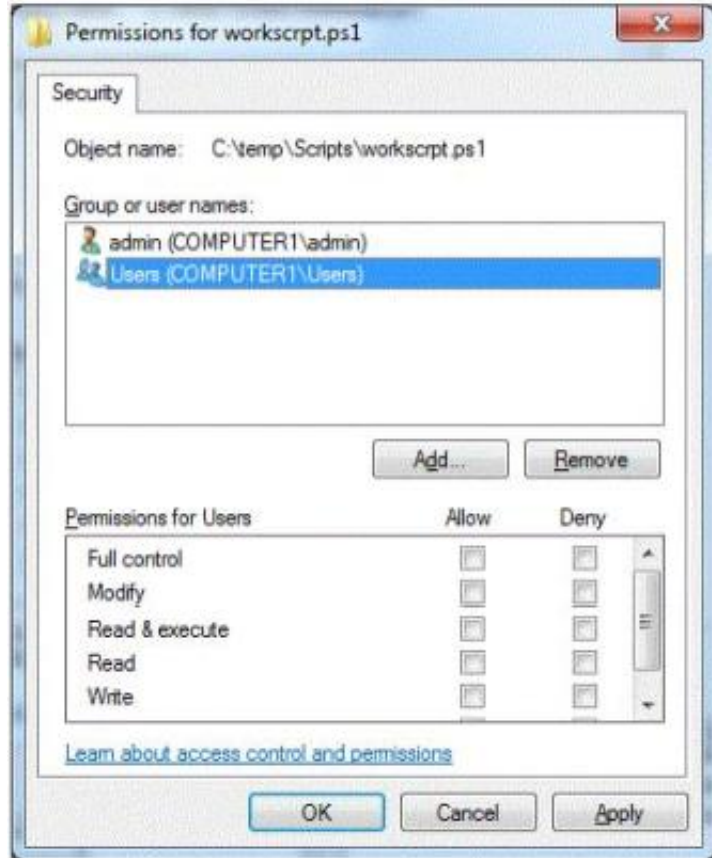 Permissions for workscrpt.ps1
Security
Object name: C:\temp\Scripts\workscrpt.ps1
Group or user names:
admin (COMPUTER1\admin)
Users (COMPUTER1\Users)
Add... Remove
Permissions for Users Allow Deny
Full control
Modify
Read & execute
Read
Write
Learn about access control and permissions
OK Cancel Apply